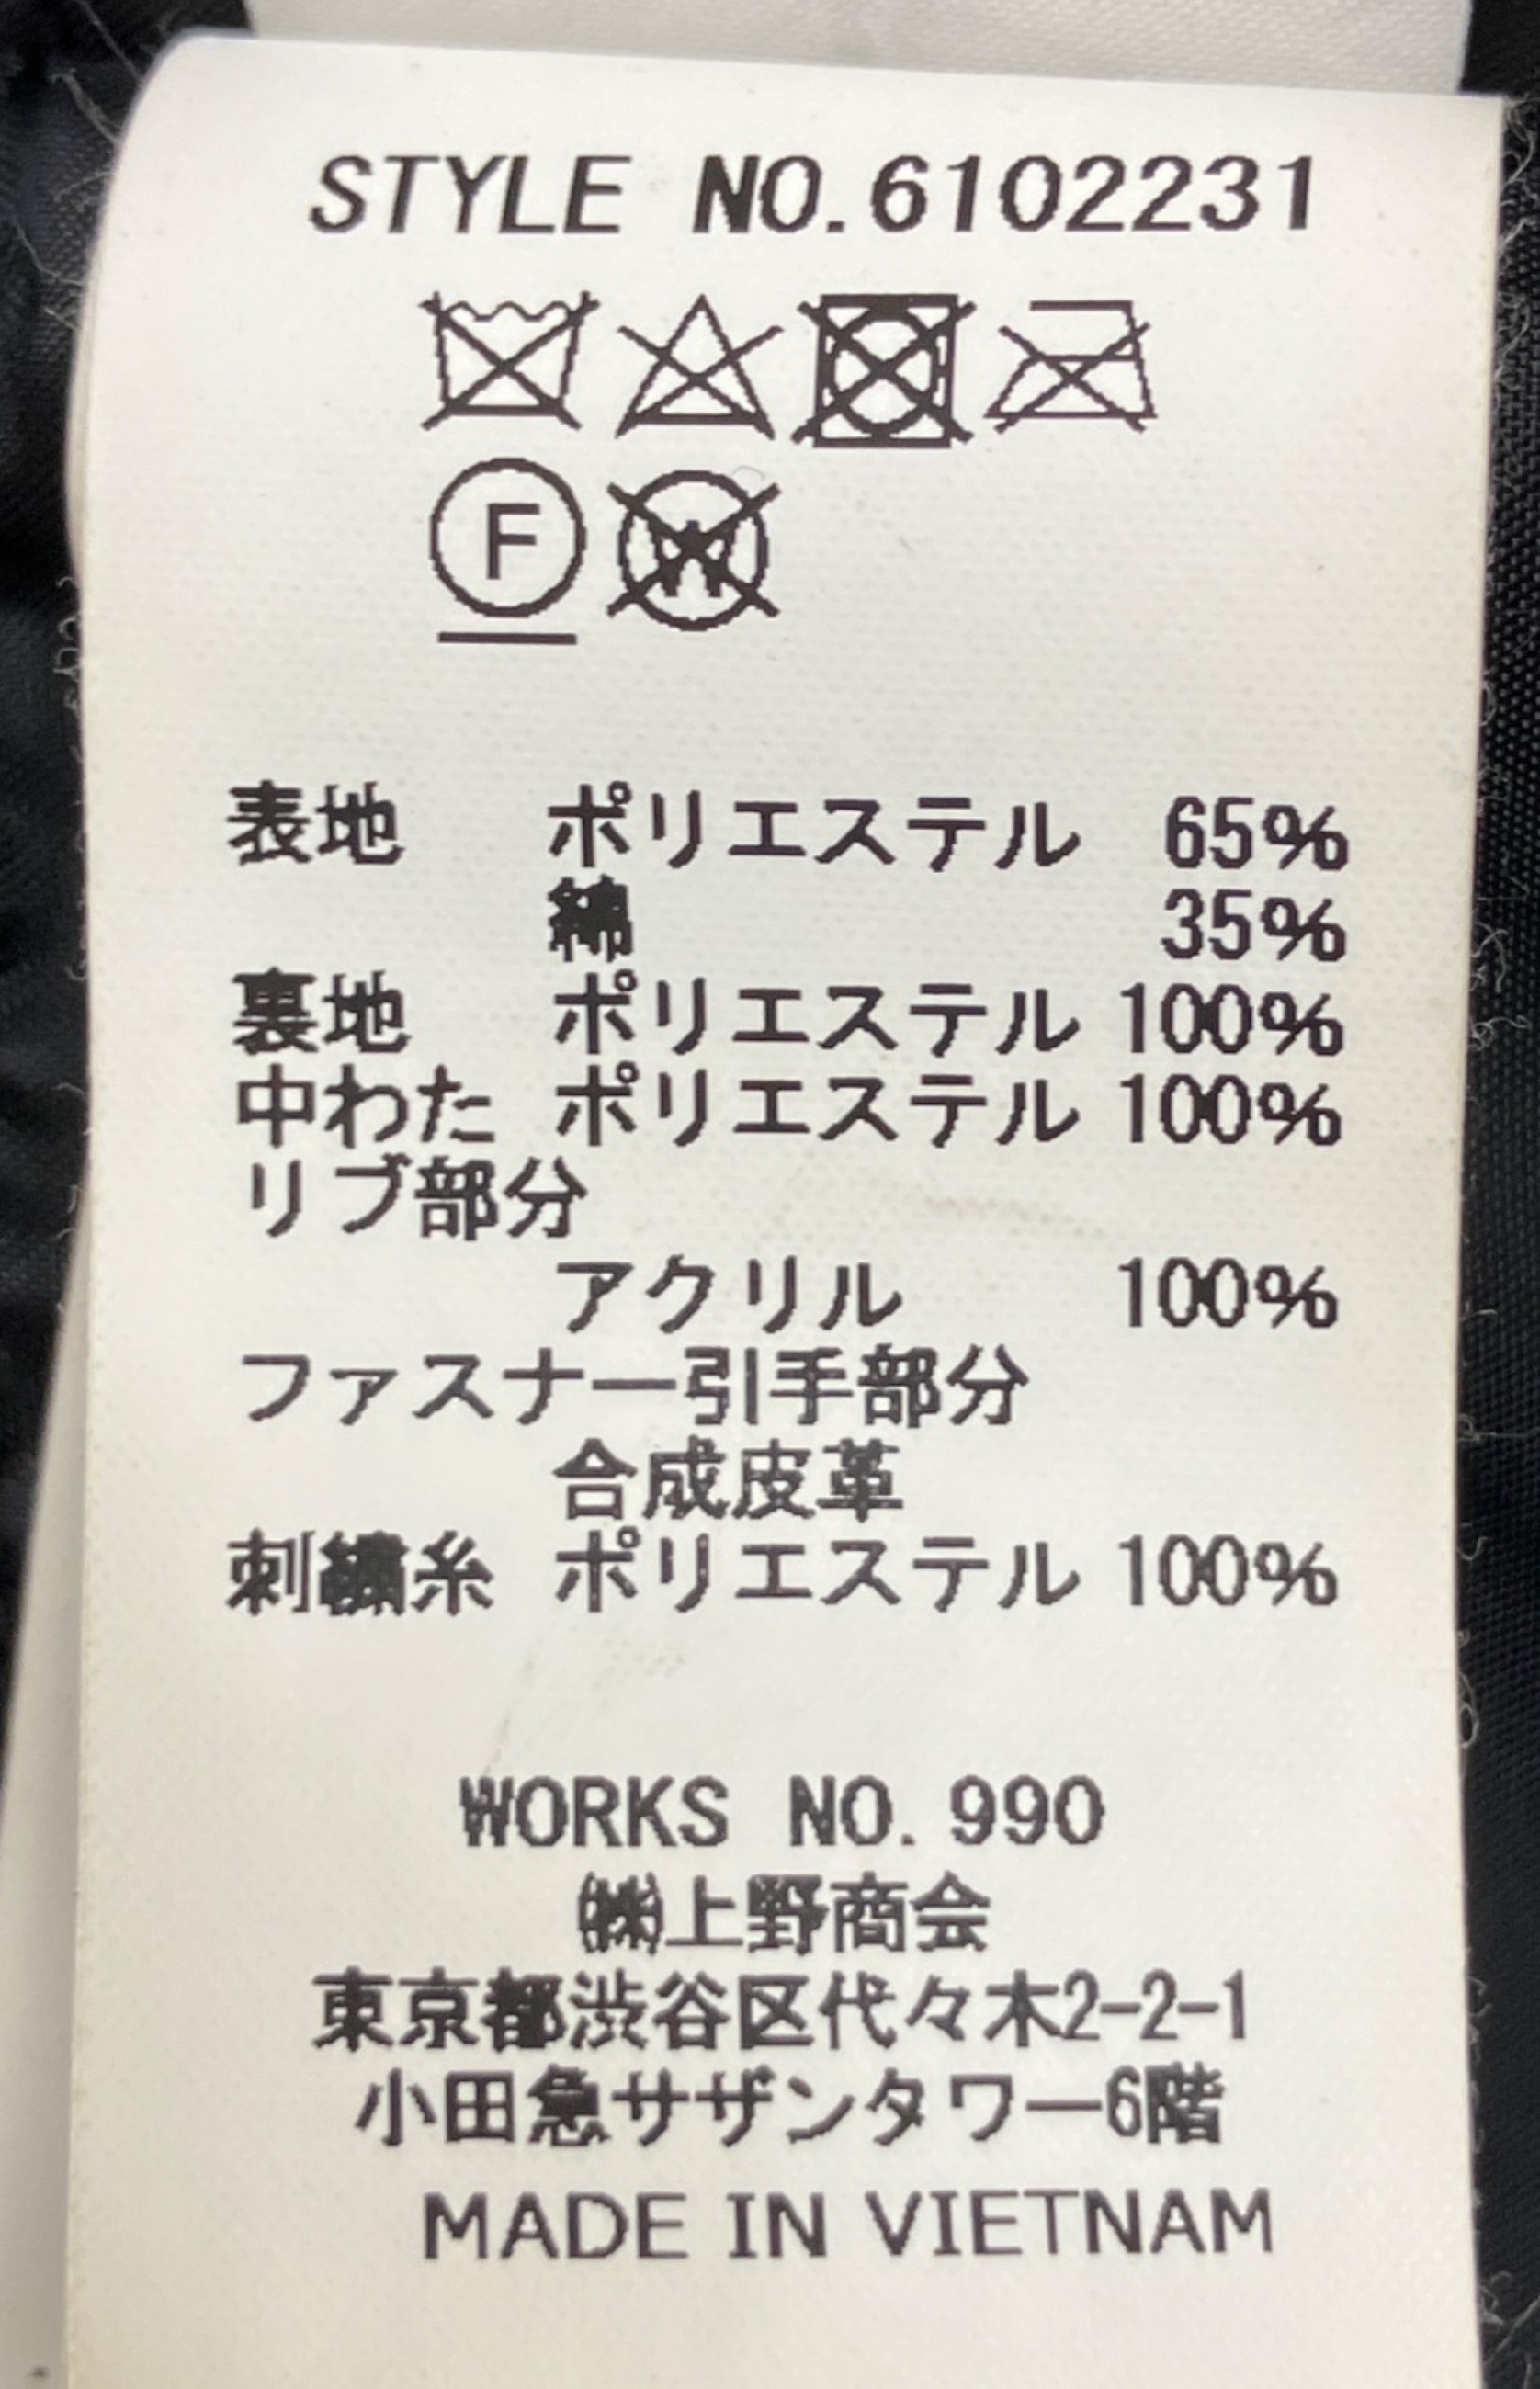 STYLE NO.6102231
F
W
表地 ポリエステル 65%
綿 35%
裏地 ポリエステル 100%
中わた ポリエステル 100%
リブ部分
アクリル 100%
ファスナー引手部分
合成皮革
刺繍糸 ポリエステル 100%
WORKS NO.990
㈱上野商会
東京都渋谷区代々木2-2-1
小田急サザンタワー6階
MADE IN VIETNAM